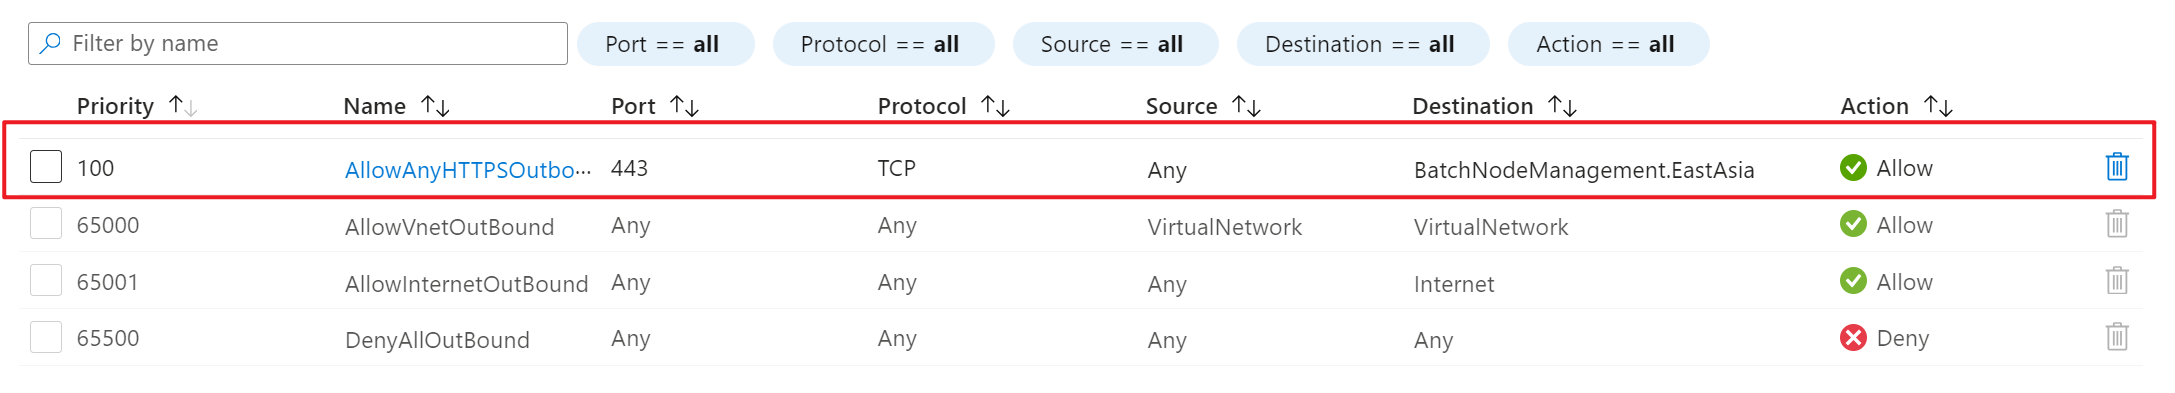 Filter by name Port == all Protocol == all Source == all Destination == all Action == all
Priority Name Port Protocol Source Destination Action
100 AllowAnyHTTPSOutbo... 443 TCP Any BatchNodeManagement.EastAsia Allow
65000 AllowVnetOutBound Any Any VirtualNetwork VirtualNetwork Allow
65001 AllowInternetOutBound Any Any Any Internet Allow
65500 DenyAllOutBound Any Any Any Any Deny